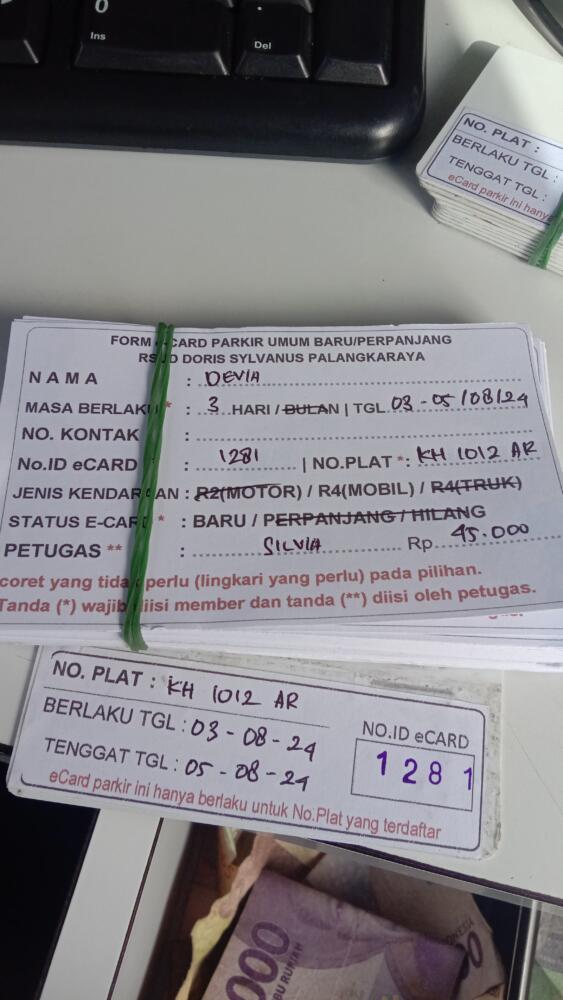 0
Ins
.
Del
NO. PLAT :
BERLAKU TGL :
TENGGAT TGL :
eCard parkir ini hanya
FORM CARD PARKIR UMUM BARU/PERPANJANG
DORIS SYLVANUS PALANGKARAYA
NAMA : DEVIA
MASA BERLAKU * : 3 HARI / BULAN | TGL 03 - 05 / 08 / 24
NO. KONTAK :
No.ID eCARD : 1281 | NO.PLAT *: KH 1012 AR
JENIS KENDARAAN : R2(MOTOR) / R4(MOBIL) / R4(TRUK)
STATUS E-CARD * : BARU / PERPANJANG / HILANG
PETUGAS ** : SILVIA Rp 45.000
coret yang tidak perlu (lingkari yang perlu) pada pilihan.
Tanda (*) wajib diisi member dan tanda (**) diisi oleh petugas.
NO. PLAT : KH 1012 AR
BERLAKU TGL : 03 - 08 - 24
TENGGAT TGL : 05 - 08 - 24
NO.ID eCARD
1281
eCard parkir ini hanya berlaku untuk No.Plat yang terdaftar
000
BU RUPIAH